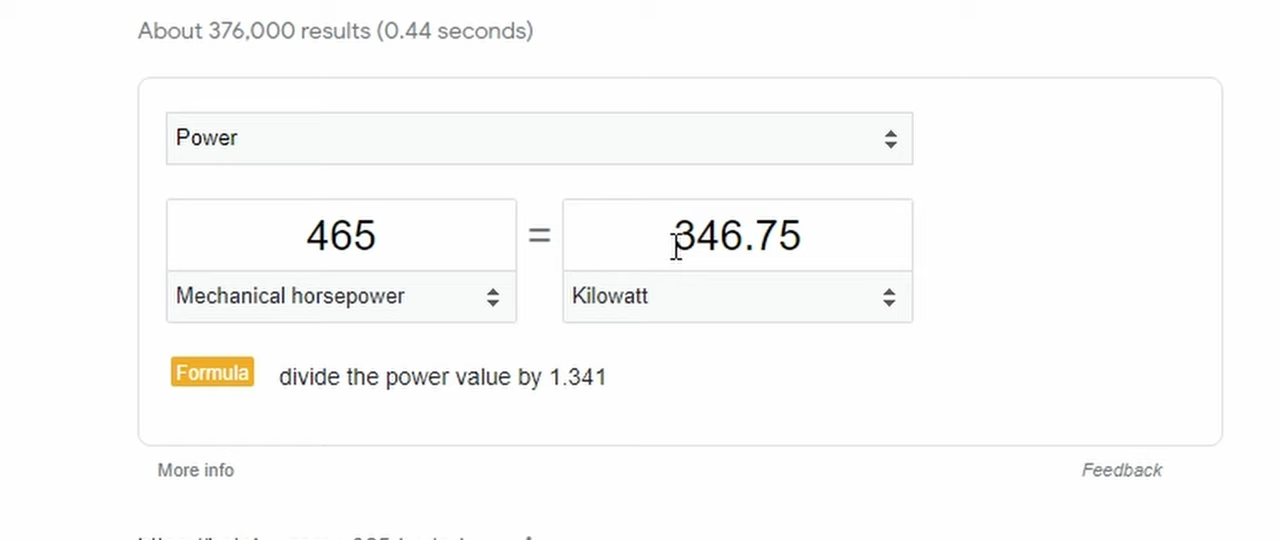 About 376,000 results (0.44 seconds)
Power
465 = 346.75
Mechanical horsepower Kilowatt
Formula divide the power value by 1.341
More info Feedback